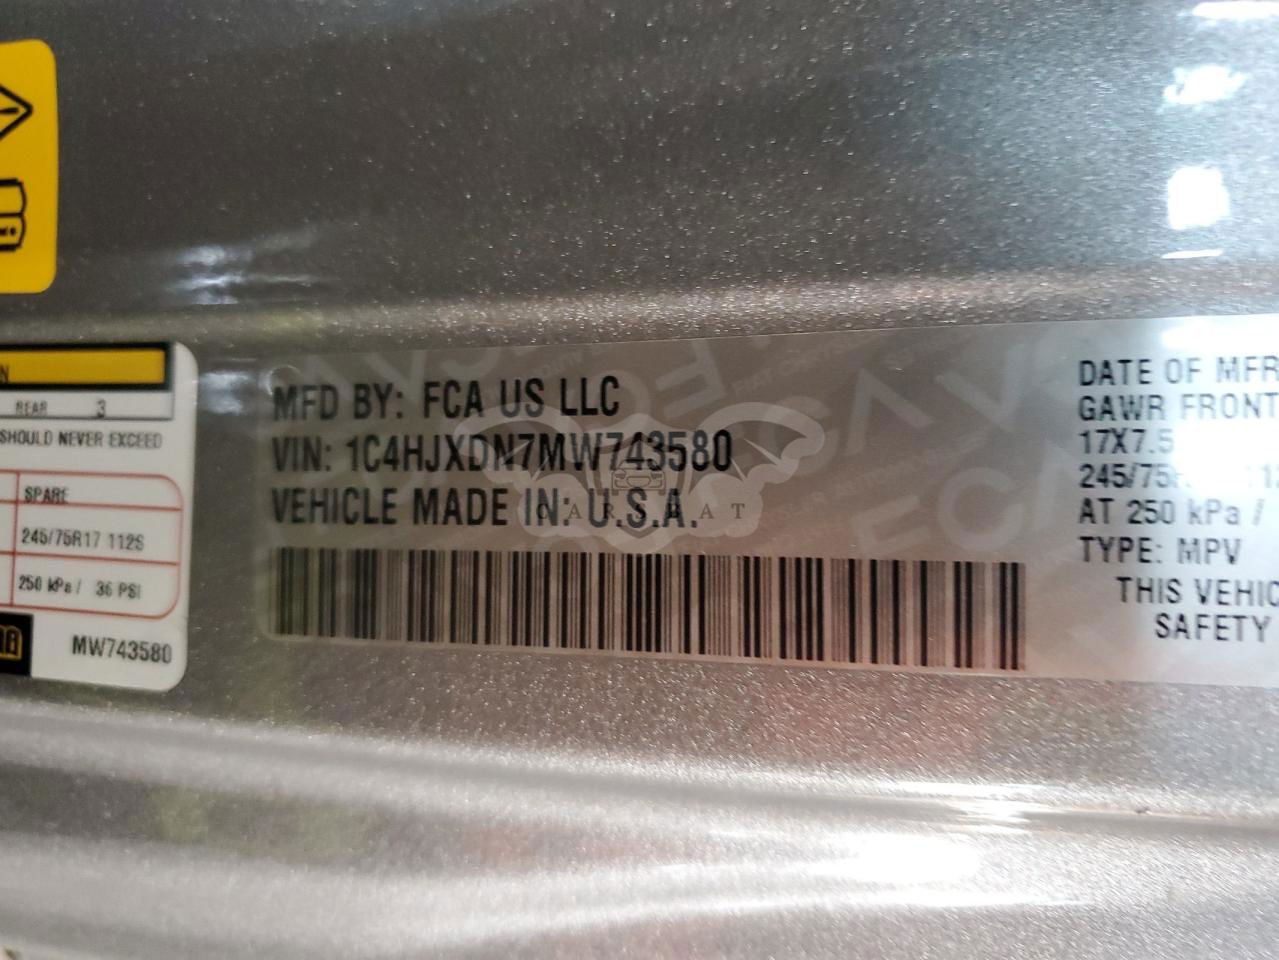 N
REAR 3
SHOULD NEVER EXCEED
SPARE
245/75R17 112S
250 kPa / 36 PSI
MW743580
MFD BY: FCA US LLC
VIN: 1C4HJXDN7MW743580
VEHICLE MADE IN: U.S.A.
CARSBAT
DATE OF MFR
GAWR FRONT
17X7.5
245/75
AT 250 kPa /
TYPE: MPV
THIS VEHIC
SAFETY